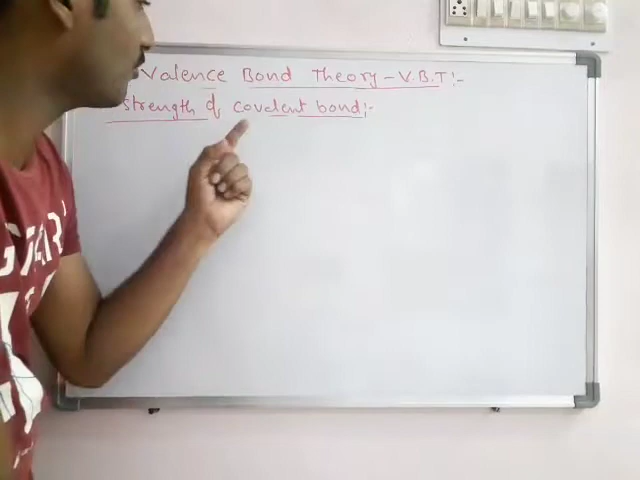 Valence Bond Theory - V.B.T :-
strength of covalent bond :-